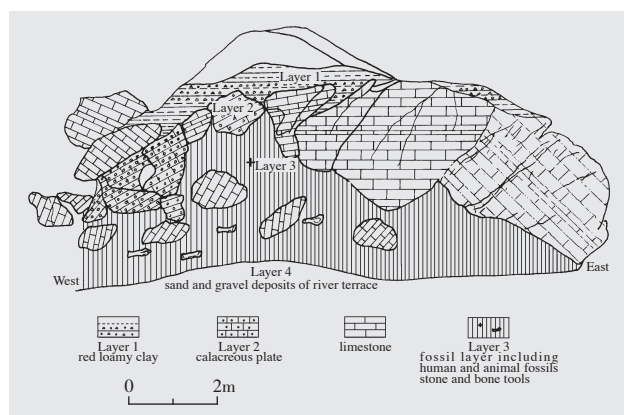 Layer 1
Layer 2
Layer 3
West
Layer 4
East
sand and gravel deposits of river terrace
Layer 1
red loamy clay
Layer 2
calacreous plate
limestone
Layer 3
fossil layer including
human and animal fossils
stone and bone tools
0 2m